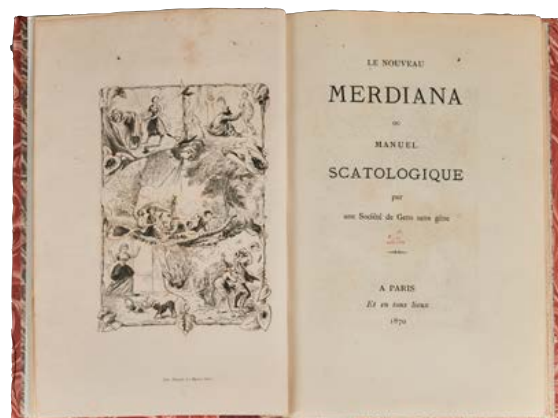 LE NOUVEAU
MERDIANA
OU
MANUEL
SCATOLOGIQUE
par
une Société de Gens sans gêne
A PARIS
Et en tous lieux
1870